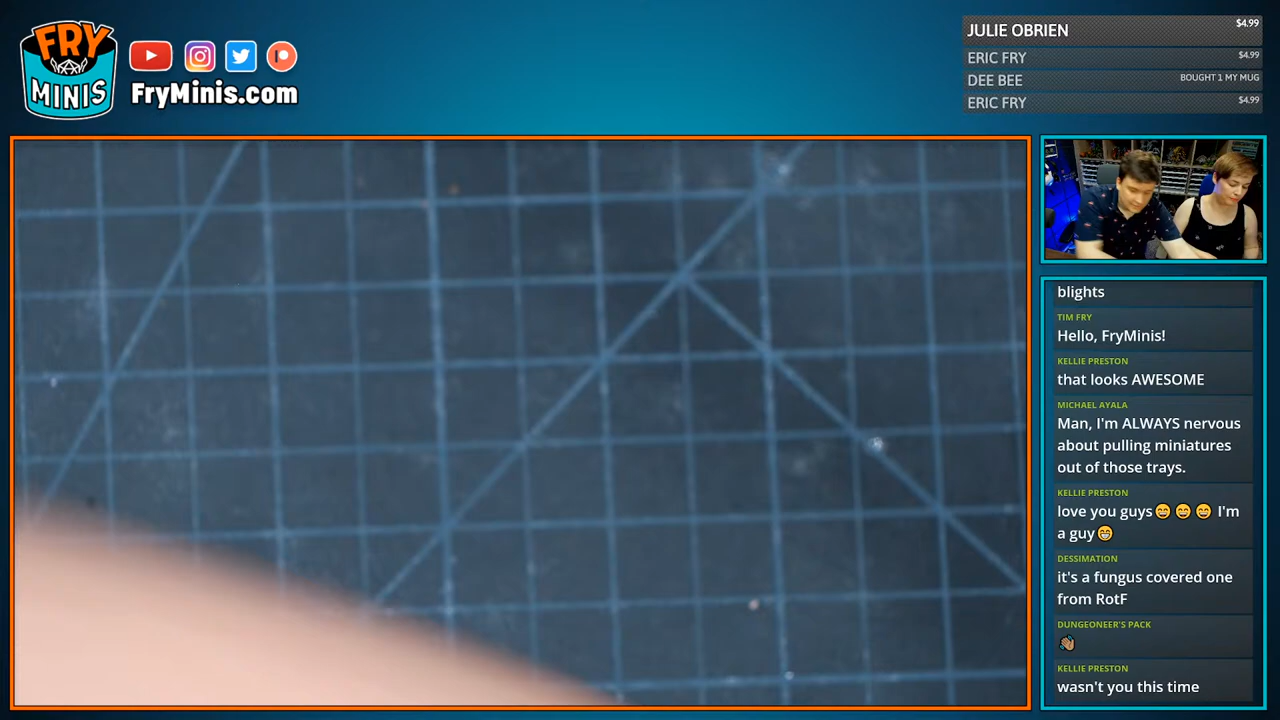 FRY
MINIS
FryMinis.com
JULIE OBRIEN $4.99
ERIC FRY $4.99
DEE BEE BOUGHT 1 MY MUG
ERIC FRY $4.99
blights
TIM FRY
Hello, FryMinis!
KELLIE PRESTON
that looks AWESOME
MICHAEL AYALA
Man, I'm ALWAYS nervous
about pulling miniatures
out of those trays.
KELLIE PRESTON
love you guys😄 😄 😄 I'm
a guy😁
DESSIMATION
it's a fungus covered one
from RotF
DUNGEONEER'S PACK
👋🏽
KELLIE PRESTON
wasn't you this time